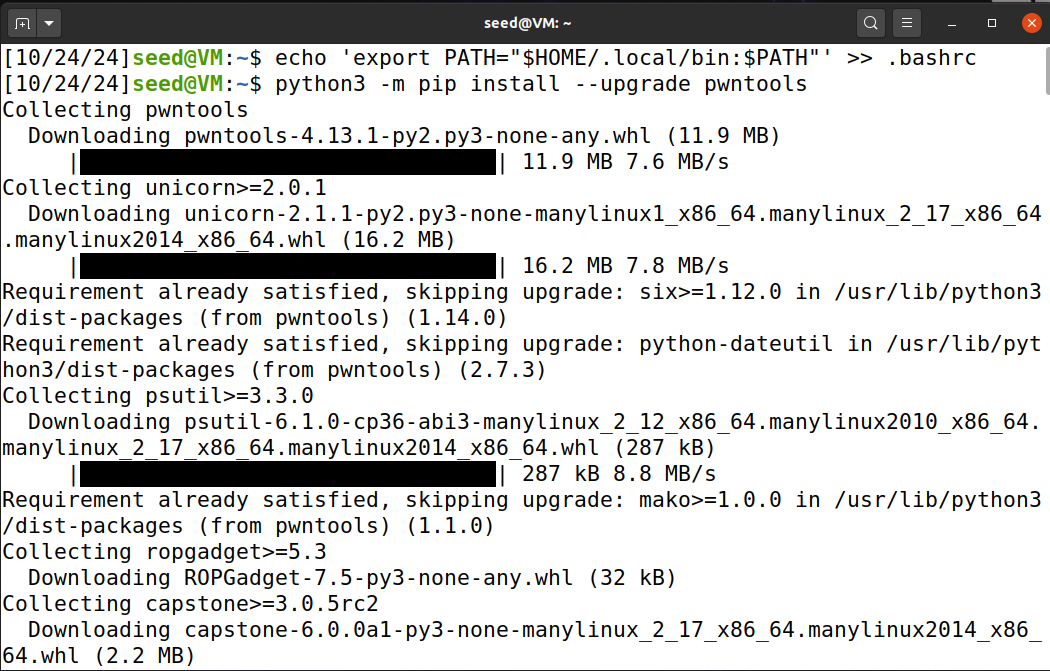 seed@VM: ~
[10/24/24]seed@VM:~$ echo 'export PATH="$HOME/.local/bin:$PATH"' >> .bashrc
[10/24/24]seed@VM:~$ python3 -m pip install --upgrade pwntools
Collecting pwntools
  Downloading pwntools-4.13.1-py2.py3-none-any.whl (11.9 MB)
     |████████████████████████████████| 11.9 MB 7.6 MB/s
Collecting unicorn>=2.0.1
  Downloading unicorn-2.1.1-py2.py3-none-manylinux1_x86_64.manylinux_2_17_x86_64
.manylinux2014_x86_64.whl (16.2 MB)
     |████████████████████████████████| 16.2 MB 7.8 MB/s
Requirement already satisfied, skipping upgrade: six>=1.12.0 in /usr/lib/python3
/dist-packages (from pwntools) (1.14.0)
Requirement already satisfied, skipping upgrade: python-dateutil in /usr/lib/pyt
hon3/dist-packages (from pwntools) (2.7.3)
Collecting psutil>=3.3.0
  Downloading psutil-6.1.0-cp36-abi3-manylinux_2_12_x86_64.manylinux2010_x86_64.
manylinux_2_17_x86_64.manylinux2014_x86_64.whl (287 kB)
     |████████████████████████████████| 287 kB 8.8 MB/s
Requirement already satisfied, skipping upgrade: mako>=1.0.0 in /usr/lib/python3
/dist-packages (from pwntools) (1.1.0)
Collecting ropgadget>=5.3
  Downloading ROPGadget-7.5-py3-none-any.whl (32 kB)
Collecting capstone>=3.0.5rc2
  Downloading capstone-6.0.0a1-py3-none-manylinux_2_17_x86_64.manylinux2014_x86_
64.whl (2.2 MB)